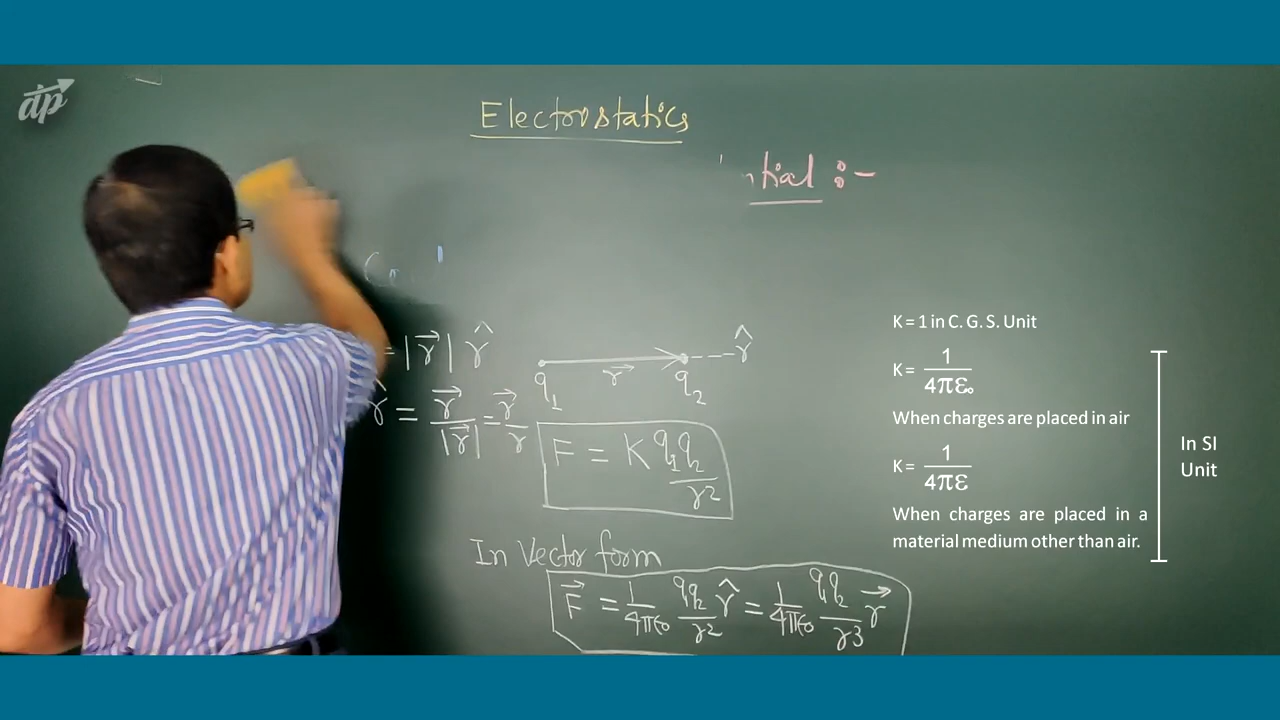 dp
Electrostatics
ntial :-
= |r⃗| r̂
r̂ = r⃗/|r⃗| = r⃗/r
q₁ r⃗ q₂ r̂
F = K q₁q₂/r²
In Vector form
F⃗ = 1/4πε₀ q₁q₂/r² r̂ = 1/4πε₀ q₁q₂/r³ r⃗
K = 1 in C. G. S. Unit
K = 1/4πε₀
When charges are placed in air
K = 1/4πε
When charges are placed in a
material medium other than air.
In SI
Unit